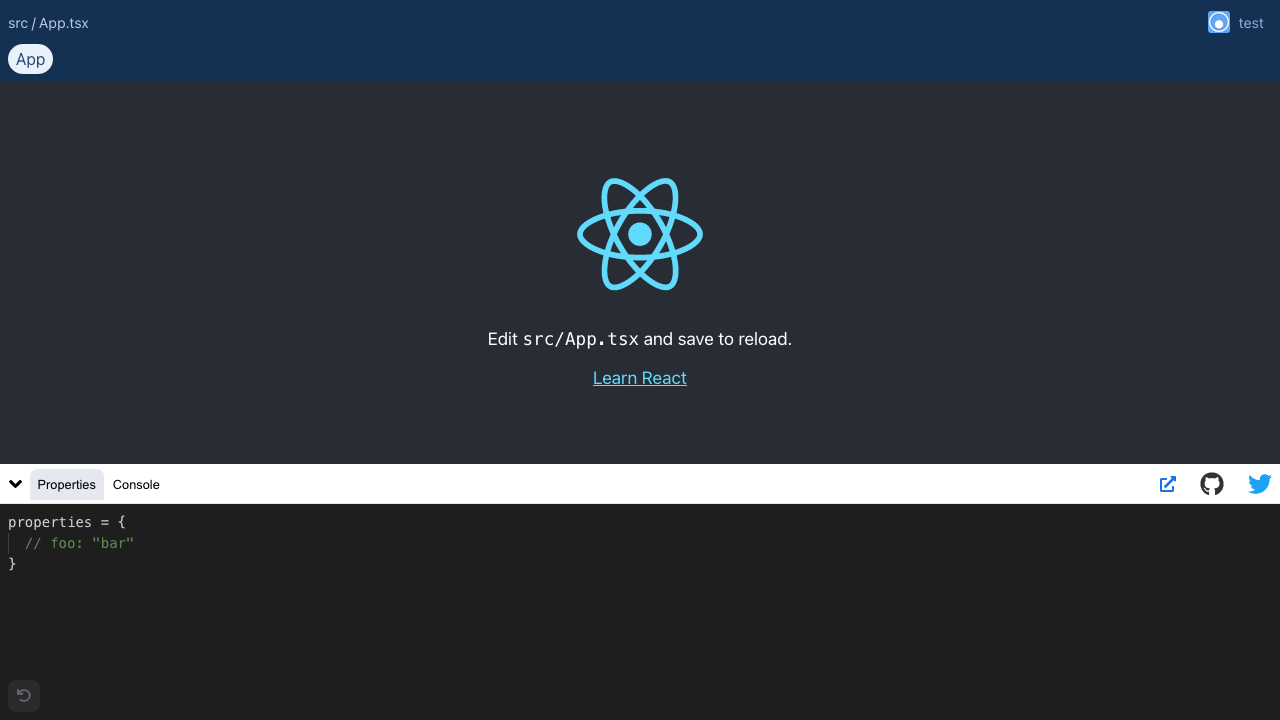 src / App.tsx
test
App
Edit src/App.tsx and save to reload.
Learn React
Properties
Console
properties = {
// foo: "bar"
}